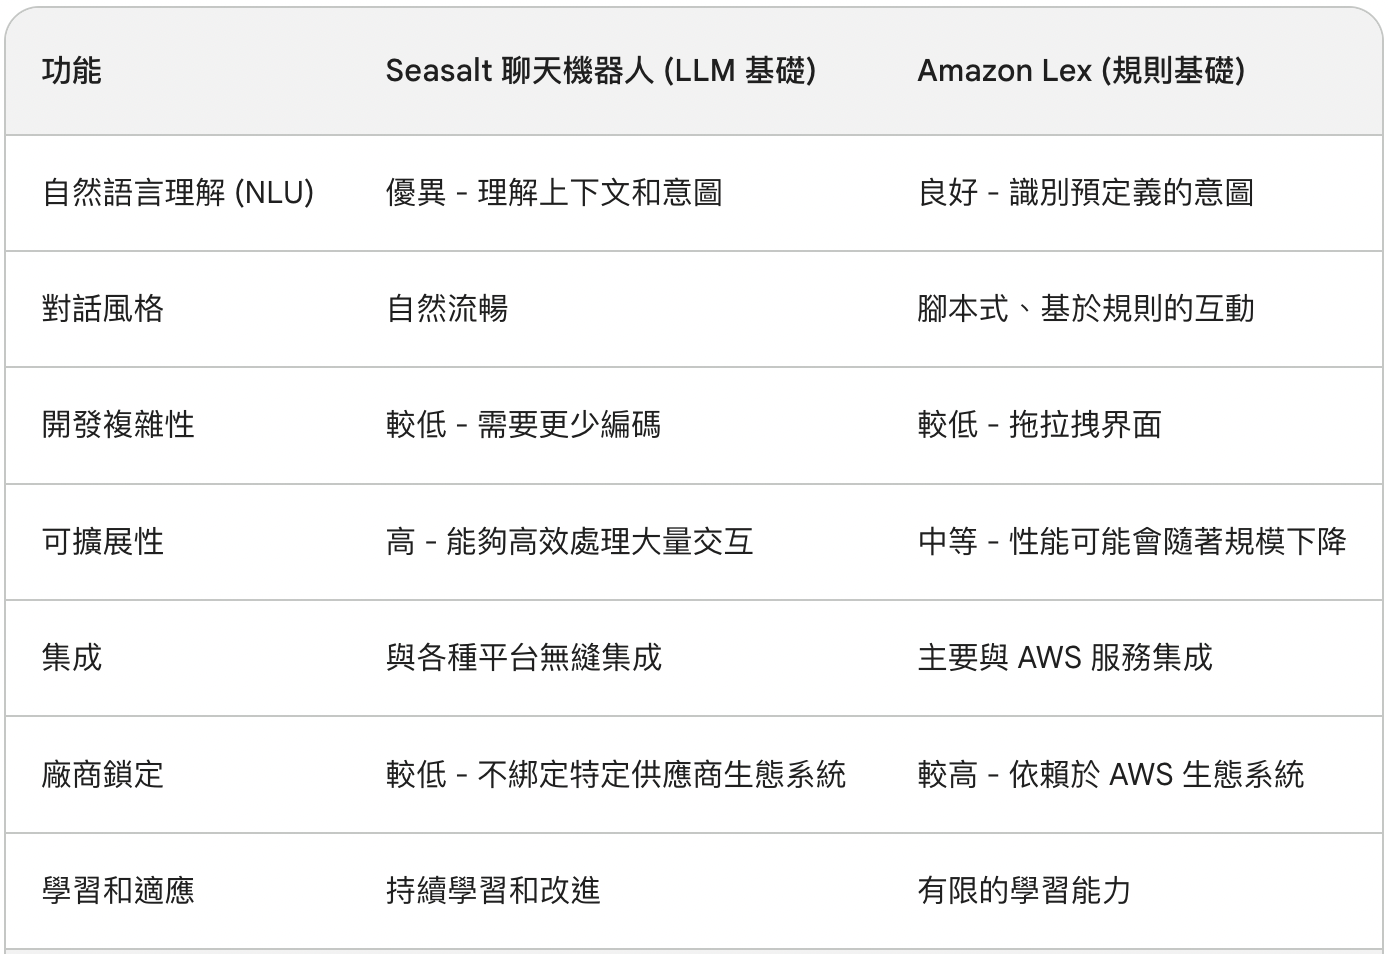 功能 Seasalt 聊天機器人 (LLM 基礎) Amazon Lex (規則基礎)
自然語言理解 (NLU) 優異 - 理解上下文和意圖 良好 - 識別預定義的意圖
對話風格 自然流暢 腳本式、基於規則的互動
開發複雜性 較低 - 需要更少編碼 較低 - 拖拉拽界面
可擴展性 高 - 能夠高效處理大量交互 中等 - 性能可能會隨著規模下降
集成 與各種平台無縫集成 主要與 AWS 服務集成
廠商鎖定 較低 - 不綁定特定供應商生態系統 較高 - 依賴於 AWS 生態系統
學習和適應 持續學習和改進 有限的學習能力